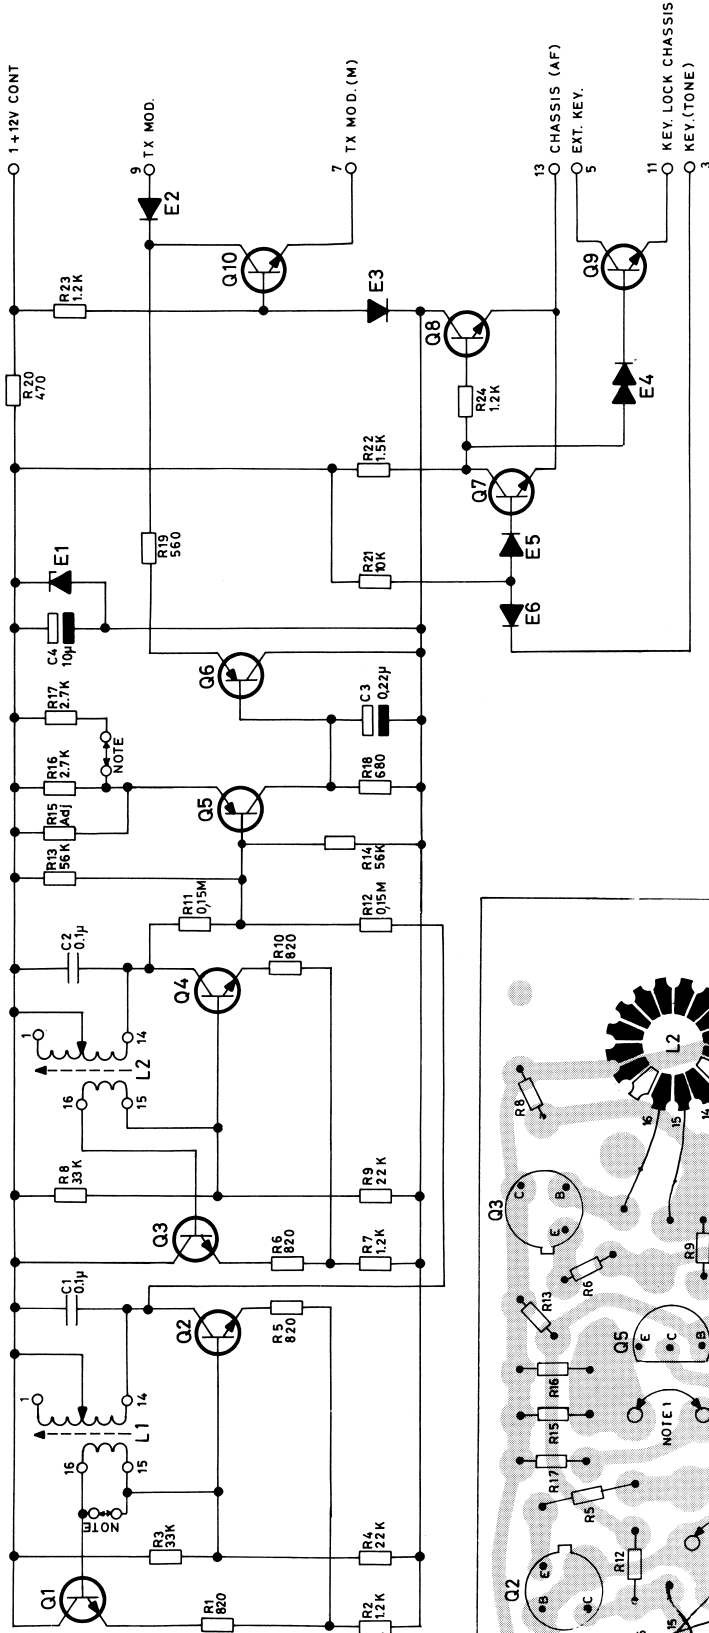 1 +12V CONT
9 TX MOD.
7 TX MOD.(M)
13 CHASSIS (AF)
EXT. KEY.
5
11 KEY. LOCK CHASSIS
KEY.(TONE)
3
E2
Q10
R23
1.2K
E3
Q9
Q8
R20
470
R24
1.2K
E4
R22
1.5K
Q7
R19
560
E1
R21
10K
E5
E6
C4
10µ
Q6
R17
2.7K
NOTE
C3
0,22µ
R16
2.7K
R15
Adj
R13
56K
Q5
R18
680
R14
56K
R11
0,15M
R12
0,15M
C2
0.1µ
R10
820
Q4
1
14
L2
16
15
R8
33K
R9
22K
Q3
R6
820
R7
1.2K
C1
0.1µ
Q2
R5
820
1
14
L1
16
15
NOTE
R3
33K
R4
22K
Q1
R1
820
R2
1.2K
L2
16
15
14
R8
Q3
C
B
E
R6
R9
R13
Q5
E
C
B
R16
R15
R17
NOTE 1
R5
R12
Q2
E
B
C
15